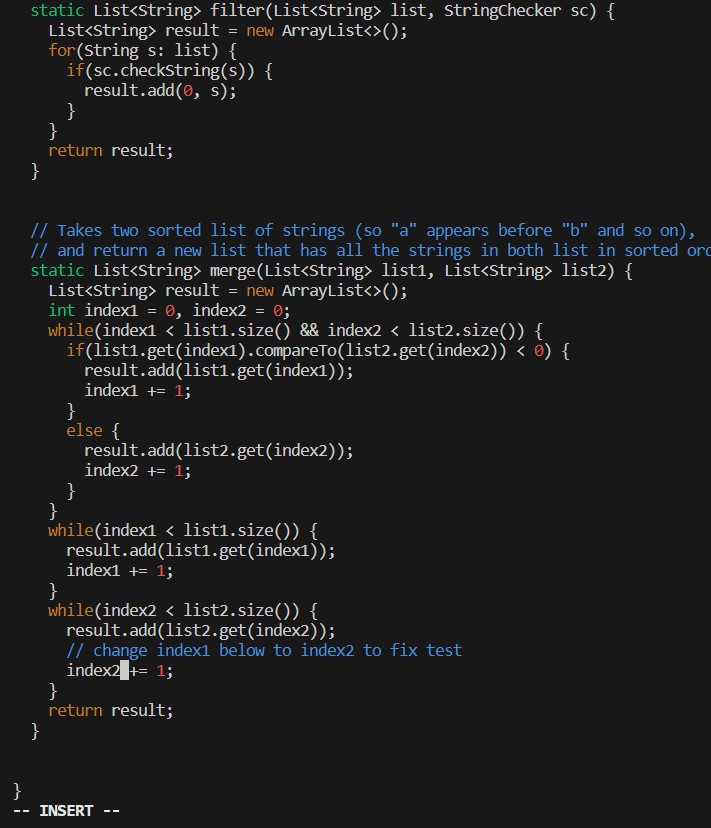 static List<String> filter(List<String> list, StringChecker sc) {
List<String> result = new ArrayList<>();
for(String s: list) {
if(sc.checkString(s)) {
result.add(0, s);
}
}
return result;
}
// Takes two sorted list of strings (so "a" appears before "b" and so on),
// and return a new list that has all the strings in both list in sorted
static List<String> merge(List<String> list1, List<String> list2) {
List<String> result = new ArrayList<>();
int index1 = 0, index2 = 0;
while(index1 < list1.size() && index2 < list2.size()) {
if(list1.get(index1).compareTo(list2.get(index2)) < 0) {
result.add(list1.get(index1));
index1 += 1;
}
else {
result.add(list2.get(index2));
index2 += 1;
}
}
while(index1 < list1.size()) {
result.add(list1.get(index1));
index1 += 1;
}
while(index2 < list2.size()) {
result.add(list2.get(index2));
// change index1 below to index2 to fix test
index2 += 1;
}
return result;
}
}
-- INSERT --